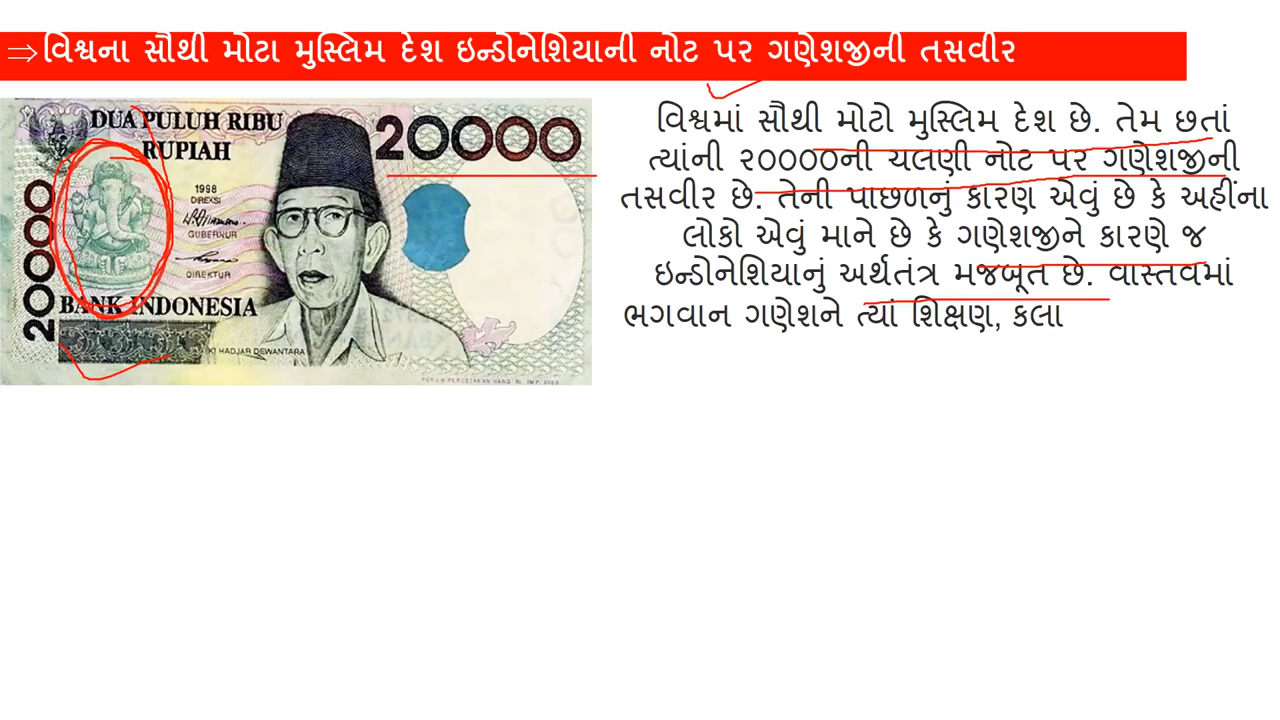 ⇒વિશ્વના સૌથી મોટા મુસ્લિમ દેશ ઇન્ડોનેશિયાની નોટ પર ગણેશજીની તસવીર
DUA PULUH RIBU
RUPIAH
20000
1998
DIREKSI
GUBERNUR
DIREKTUR
20000
BANK INDONESIA
KI HADJAR DEWANTARA
વિશ્વમાં સૌથી મોટો મુસ્લિમ દેશ છે. તેમ છતાં
ત્યાંની ૨૦૦૦૦ની ચલણી નોટ પર ગણેશજીની
તસવીર છે. તેની પાછળનું કારણ એવું છે કે અહીંના
લોકો એવું માને છે કે ગણેશજીને કારણે જ
ઇન્ડોનેશિયાનું અર્થતંત્ર મજબૂત છે. વાસ્તવમાં
ભગવાન ગણેશને ત્યાં શિક્ષણ, કલા